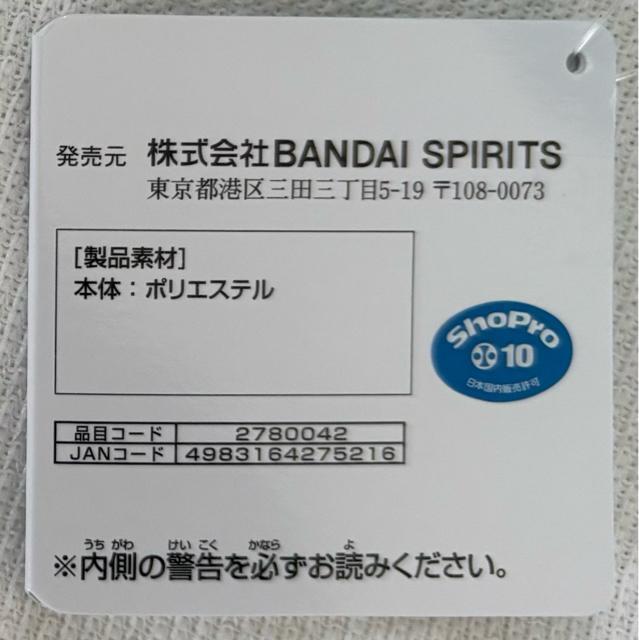 発売元 株式会社BANDAI SPIRITS
東京都港区三田三丁目5-19 〒108-0073
[製品素材]
本体：ポリエステル
ShoPro
10
日本国内販売許可
品目コード 2780042
JANコード 4983164275216
うちがわ けいこく かなら よ
※内側の警告を必ずお読みください。